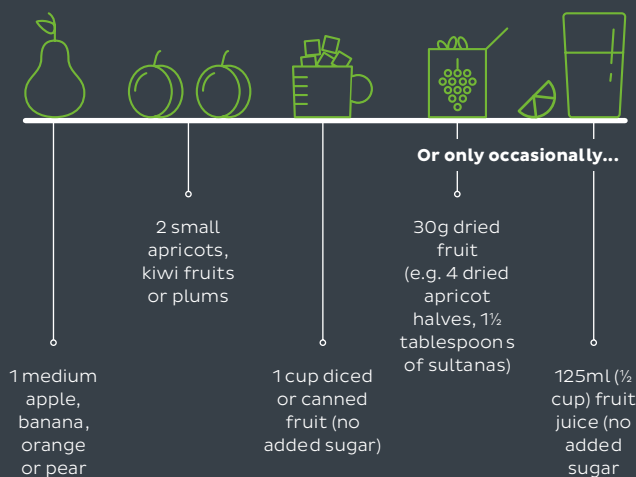 Or only occasionally...
2 small
apricots,
kiwi fruits
or plums
30g dried
fruit
(e.g. 4 dried
apricot
halves, 1½
tablespoons
of sultanas)
1 medium
apple,
banana,
orange
or pear
1 cup diced
or canned
fruit (no
added sugar)
125ml (½
cup) fruit
juice (no
added
sugar